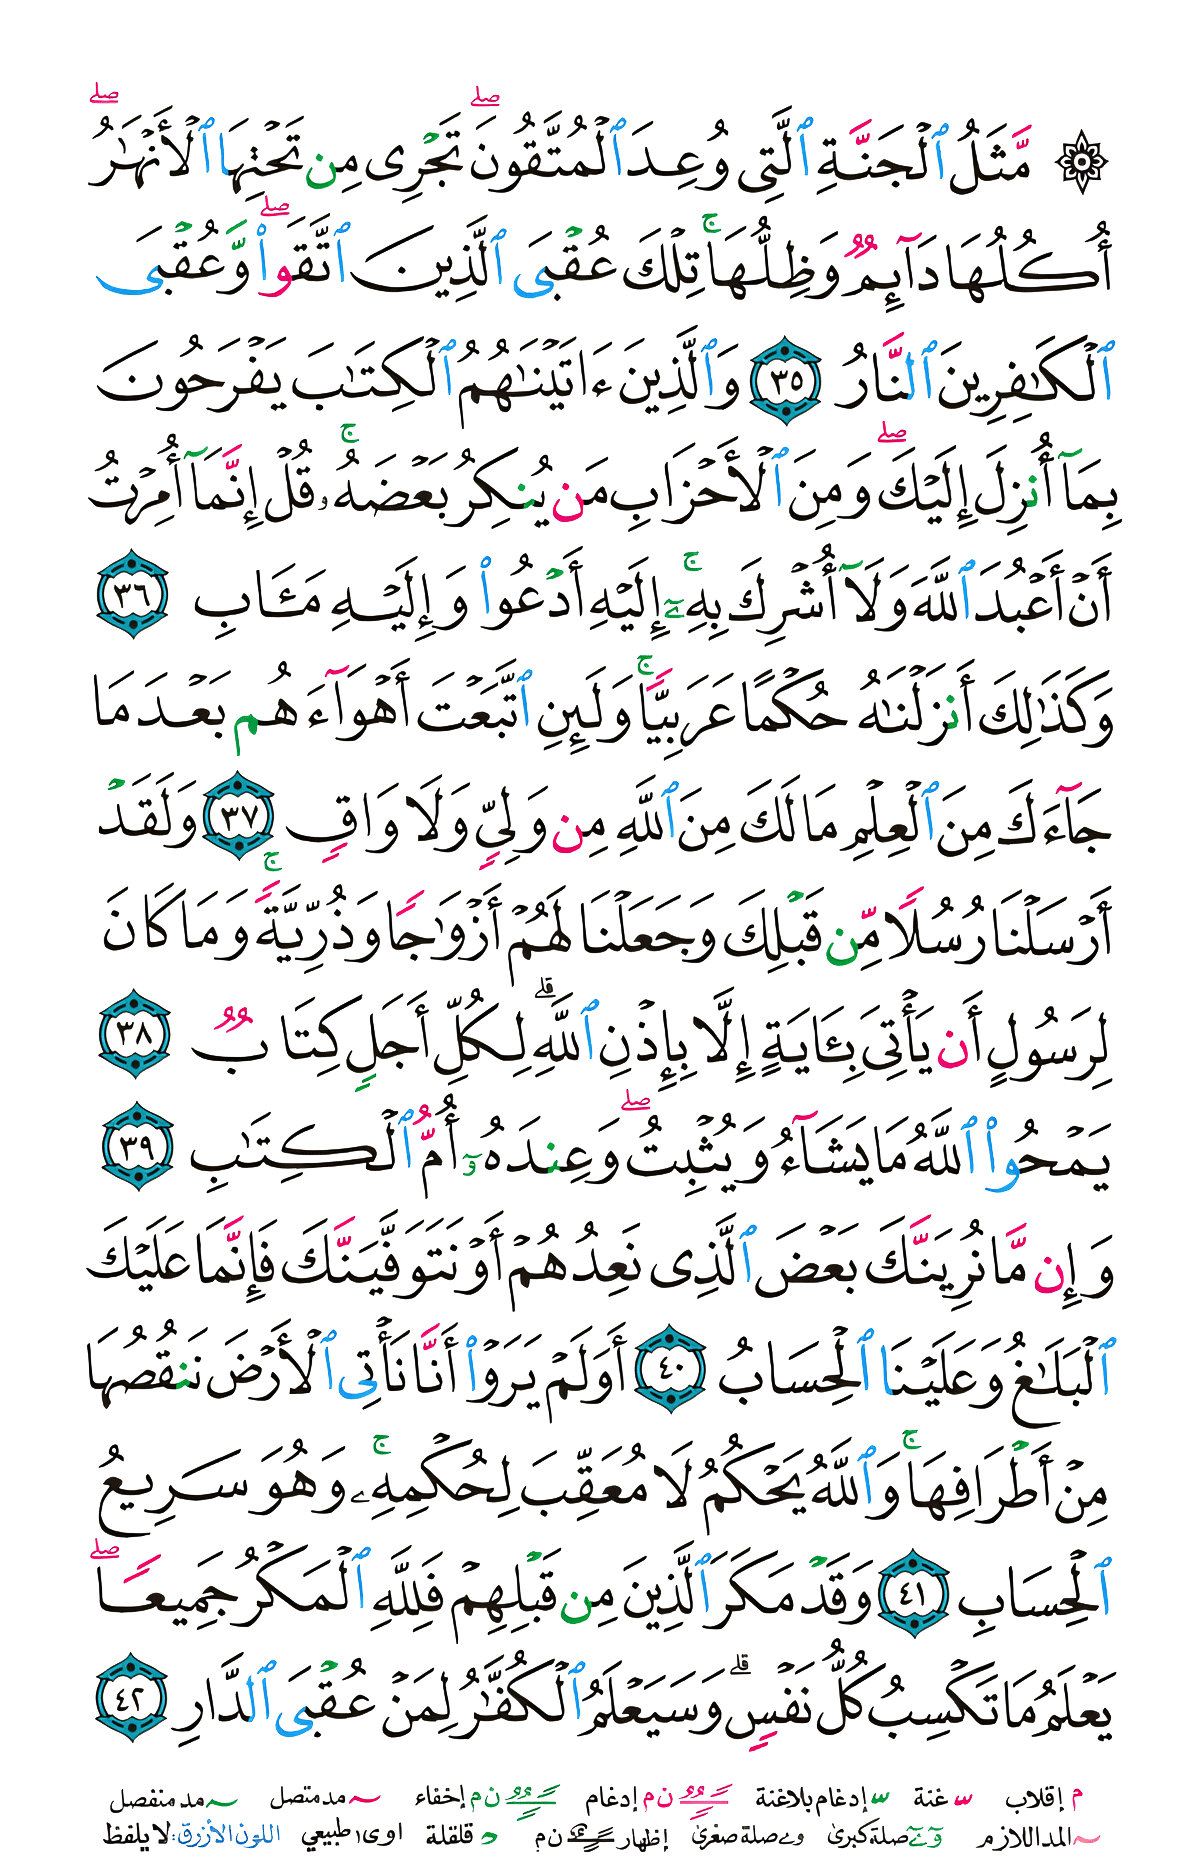 ۞ مَّثَلُ ٱلۡجَنَّةِ ٱلَّتِي وُعِدَ ٱلۡمُتَّقُونَۖ تَجۡرِي مِن تَحۡتِهَا ٱلۡأَنۡهَٰرُۖ
أُكُلُهَا دَآئِمٞ وَظِلُّهَاۚ تِلۡكَ عُقۡبَى ٱلَّذِينَ ٱتَّقَواْۖ وَّعُقۡبَى
ٱلۡكَٰفِرِينَ ٱلنَّارُ ٣٥ وَٱلَّذِينَ ءَاتَيۡنَٰهُمُ ٱلۡكِتَٰبَ يَفۡرَحُونَ
بِمَآ أُنزِلَ إِلَيۡكَۖ وَمِنَ ٱلۡأَحۡزَابِ مَن يُنكِرُ بَعۡضَهُۥۚ قُلۡ إِنَّمَآ أُمِرۡتُ
أَنۡ أَعۡبُدَ ٱللَّهَ وَلَآ أُشۡرِكَ بِهِۦٓۚ إِلَيۡهِ أَدۡعُواْ وَإِلَيۡهِ مَـَٔابِ ٣٦
وَكَذَٰلِكَ أَنزَلۡنَٰهُ حُكۡمًا عَرَبِيّٗاۚ وَلَئِنِ ٱتَّبَعۡتَ أَهۡوَآءَهُم بَعۡدَمَا
جَآءَكَ مِنَ ٱلۡعِلۡمِ مَالَكَ مِنَ ٱللَّهِ مِن وَلِيّٖ وَلَا وَاقٖ ٣٧ وَلَقَدۡ
أَرۡسَلۡنَا رُسُلٗا مِّن قَبۡلِكَ وَجَعَلۡنَا لَهُمۡ أَزۡوَٰجٗا وَذُرِّيَّةٗۚ وَمَا كَانَ
لِرَسُولٍ أَن يَأۡتِيَ بِـَٔايَةٍ إِلَّا بِإِذۡنِ ٱللَّهِۗ لِكُلِّ أَجَلٖ كِتَابٞ ٣٨
يَمۡحُواْ ٱللَّهُ مَا يَشَآءُ وَيُثۡبِتُۖ وَعِندَهُۥٓ أُمُّ ٱلۡكِتَٰبِ ٣٩
وَإِن مَّا نُرِيَنَّكَ بَعۡضَ ٱلَّذِي نَعِدُهُمۡ أَوۡ نَتَوَفَّيَنَّكَ فَإِنَّمَا عَلَيۡكَ
ٱلۡبَلَٰغُ وَعَلَيۡنَا ٱلۡحِسَابُ ٤٠ أَوَلَمۡ يَرَوۡاْ أَنَّا نَأۡتِي ٱلۡأَرۡضَ نَنقُصُهَا
مِنۡ أَطۡرَافِهَاۚ وَٱللَّهُ يَحۡكُمُ لَا مُعَقِّبَ لِحُكۡمِهِۦۚ وَهُوَ سَرِيعُ
ٱلۡحِسَابِ ٤١ وَقَدۡ مَكَرَ ٱلَّذِينَ مِن قَبۡلِهِمۡ فَلِلَّهِ ٱلۡمَكۡرُ جَمِيعٗاۖ
يَعۡلَمُ مَا تَكۡسِبُ كُلُّ نَفۡسٖۗ وَسَيَعۡلَمُ ٱلۡكُفَّٰرُ لِمَنۡ عُقۡبَى ٱلدَّارِ ٤٢
م إقلاب غنة إدغام بلاغنة ن م إدغام ن م إخفاء مد متصل مد منفصل
المد اللازم صلة كبرى وے صلة صغرى إظهار ن م قلقلة اوى ا طبيعي اللون الأزرق: لا يلفظ